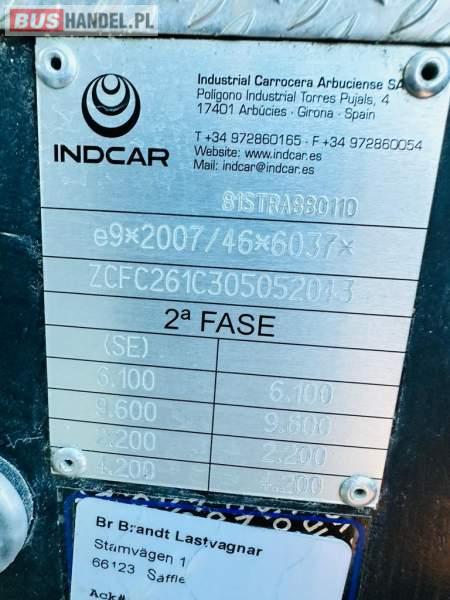 BUSHANDEL.PL
INDCAR
Industrial Carrocera Arbuciense SA
Polígono Industrial Torres Pujals, 4
17401 Arbúcies - Girona - Spain
T +34 972860165 - F +34 972860054
Website: www.indcar.es
Mail: indcar@indcar.es
81STRA880110
e9*2007/46*6037*
ZCFC261C305052043
2ª FASE
(SE)
6.100 6.100
9.600 9.600
2.200 2.200
4.200 4.200
Br Brandt Lastvagnar
Stamvägen 1
66123 Säffle
Ack#